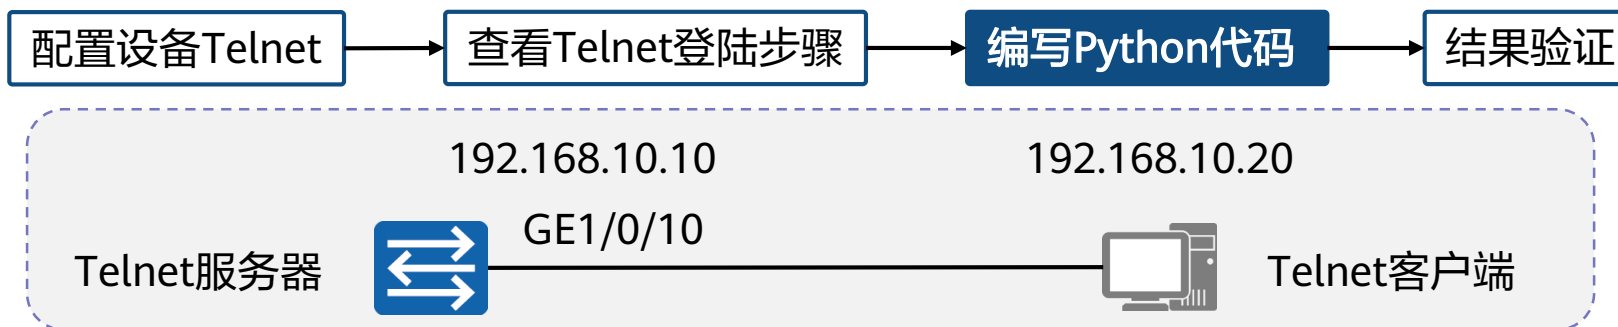 配置设备Telnet
查看Telnet登陆步骤
编写Python代码
结果验证
192.168.10.10
192.168.10.20
GE1/0/10
Telnet服务器
Telnet客户端